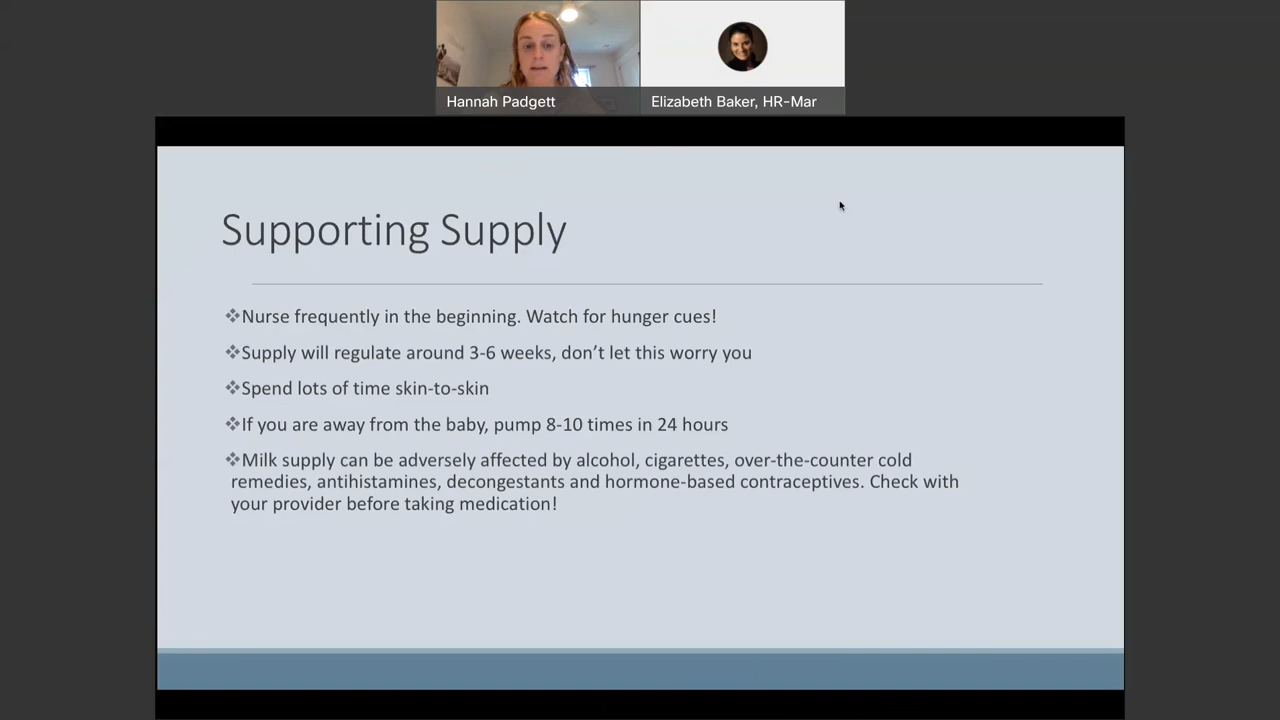 Hannah Padgett
Elizabeth Baker, HR-Mar
Supporting Supply
❖Nurse frequently in the beginning. Watch for hunger cues!
❖Supply will regulate around 3-6 weeks, don’t let this worry you
❖Spend lots of time skin-to-skin
❖If you are away from the baby, pump 8-10 times in 24 hours
❖Milk supply can be adversely affected by alcohol, cigarettes, over-the-counter cold
remedies, antihistamines, decongestants and hormone-based contraceptives. Check with
your provider before taking medication!